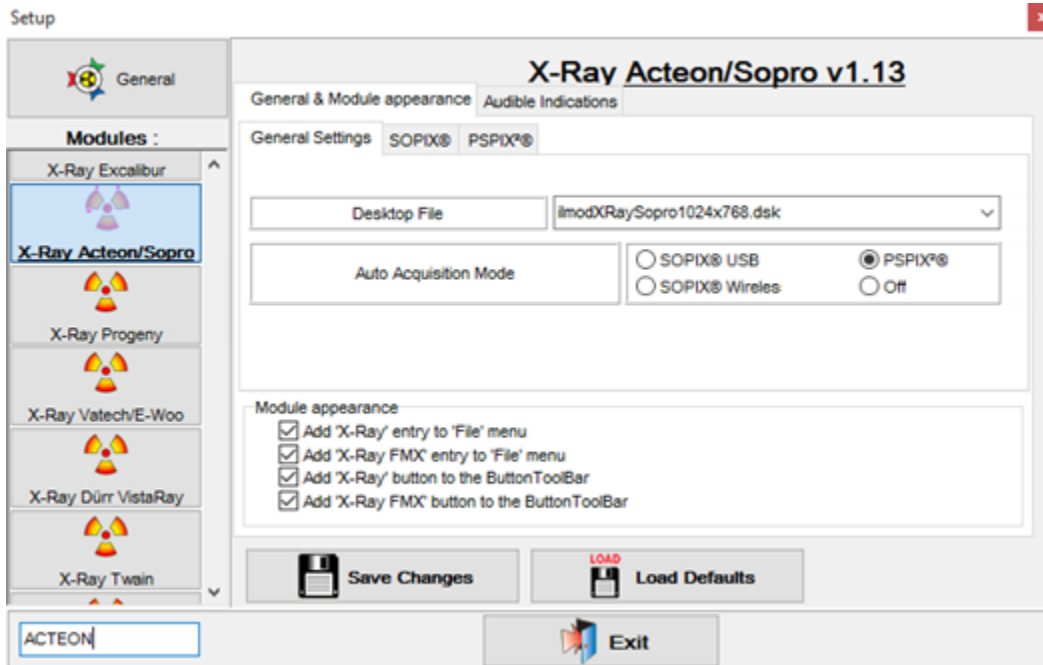 Setup
General
Modules :
X-Ray Excalibur
X-Ray Acteon/Sopro
X-Ray Progeny
X-Ray Vatech/E-Woo
X-Ray Dürr VistaRay
X-Ray Twain
ACTEON
X-Ray Acteon/Sopro v1.13
General & Module appearance Audible Indications
General Settings SOPIX® PSPIX²®
Desktop File ilmodXRaySopro1024x768.dsk
Auto Acquisition Mode
SOPIX® USB PSPIX²®
SOPIX® Wireles Off
Module appearance
Add 'X-Ray' entry to 'File' menu
Add 'X-Ray FMX' entry to 'File' menu
Add 'X-Ray' button to the ButtonToolBar
Add 'X-Ray FMX' button to the ButtonToolBar
Save Changes
LOAD
Load Defaults
Exit